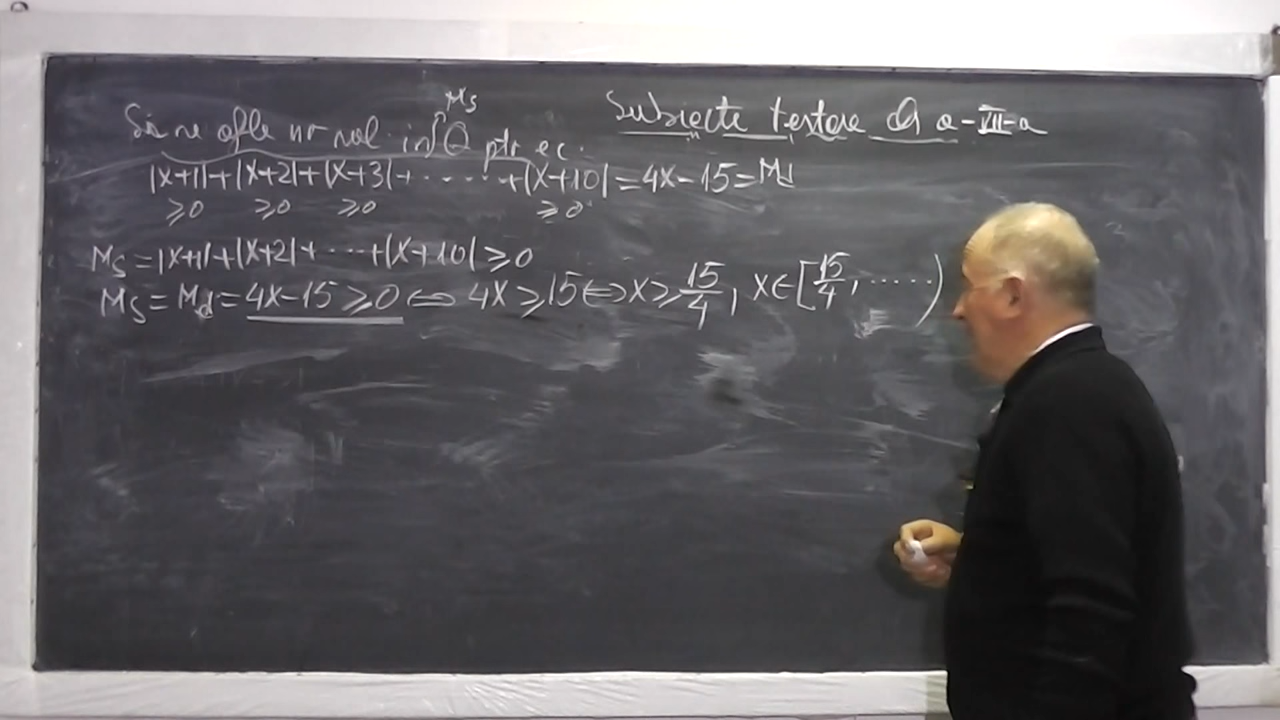 Subiecte testare cls a-VII-a
Să se afle nr sol. în Q ptr ec.
Ms
|x+1|+|x+2|+|x+3|+.......+|x+10|=4x-15=Md
≥0 ≥0 ≥0 ≥0
Ms=|x+1|+|x+2|+.....+|x+10|≥0
Ms=Md=4x-15≥0⇔4x≥15⇔x≥15/4, x∈[15/4,.....)